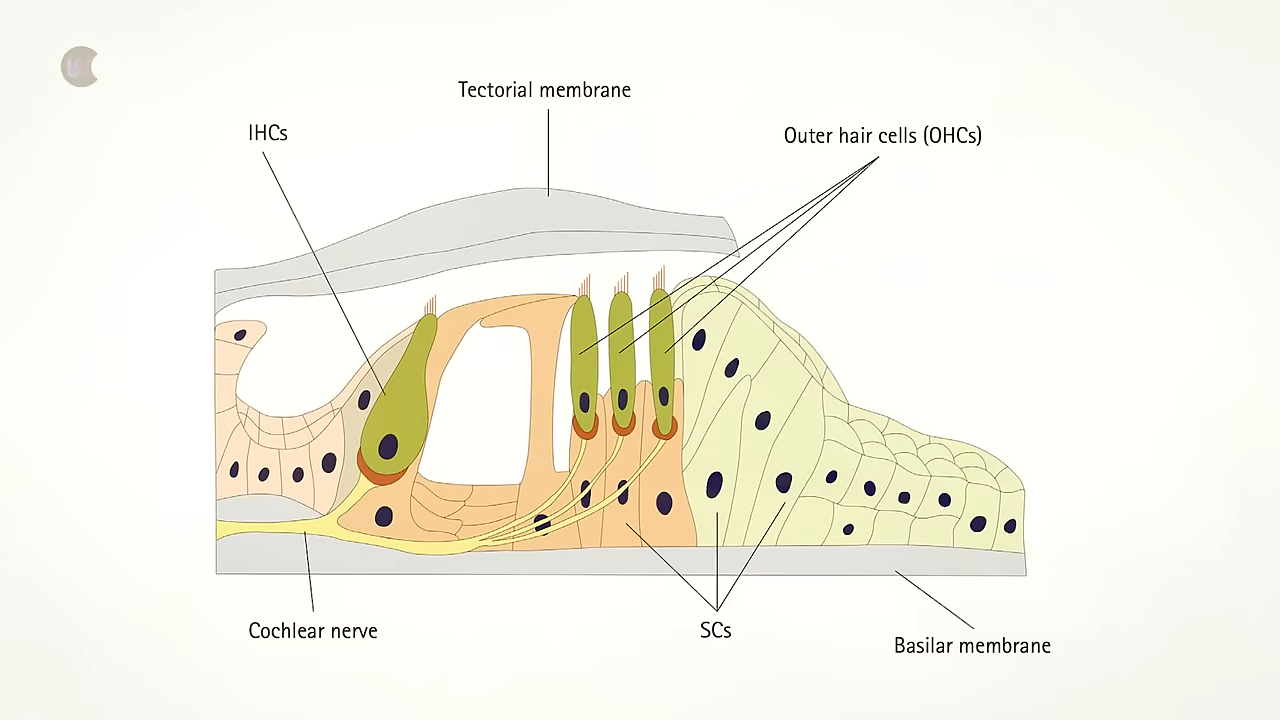 Tectorial membrane
IHCs
Outer hair cells (OHCs)
Cochlear nerve
SCs
Basilar membrane